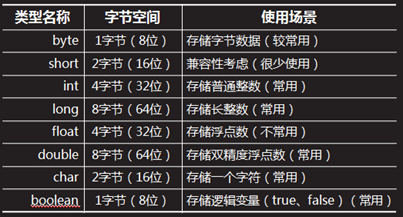 类型名称 字节空间 使用场景
byte 1字节（8位） 存储字节数据（较常用）
short 2字节（16位） 兼容性考虑（很少使用）
int 4字节（32位） 存储普通整数（常用）
long 8字节（64位） 存储长整数（常用）
float 4字节（32位） 存储浮点数（不常用）
double 8字节（64位） 存储双精度浮点数（常用）
char 2字节（16位） 存储一个字符（常用）
boolean 1字节（8位） 存储逻辑变量（true、false）（常用）